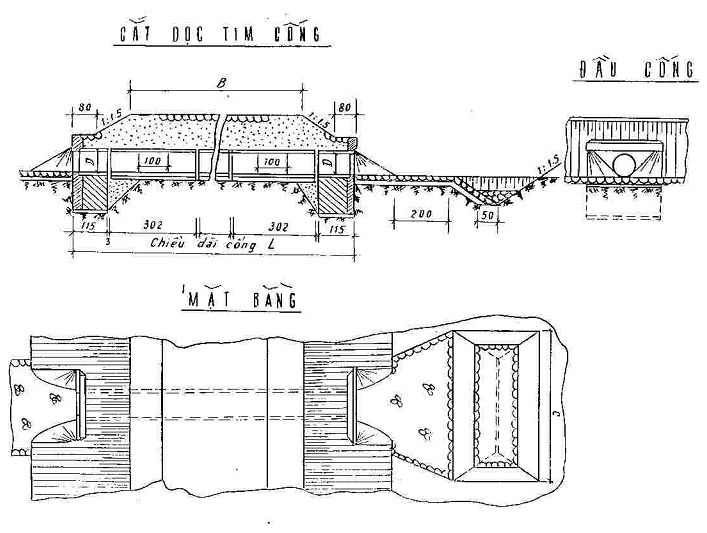 CẮT DỌC TIM CỐNG
ĐẦU CỐNG
B
80
80
1:1.5
1:1.5
1:1.5
D
D
100
100
200
50
115
302
302
115
3
Chiều dài cống L
MẶT BẰNG
C